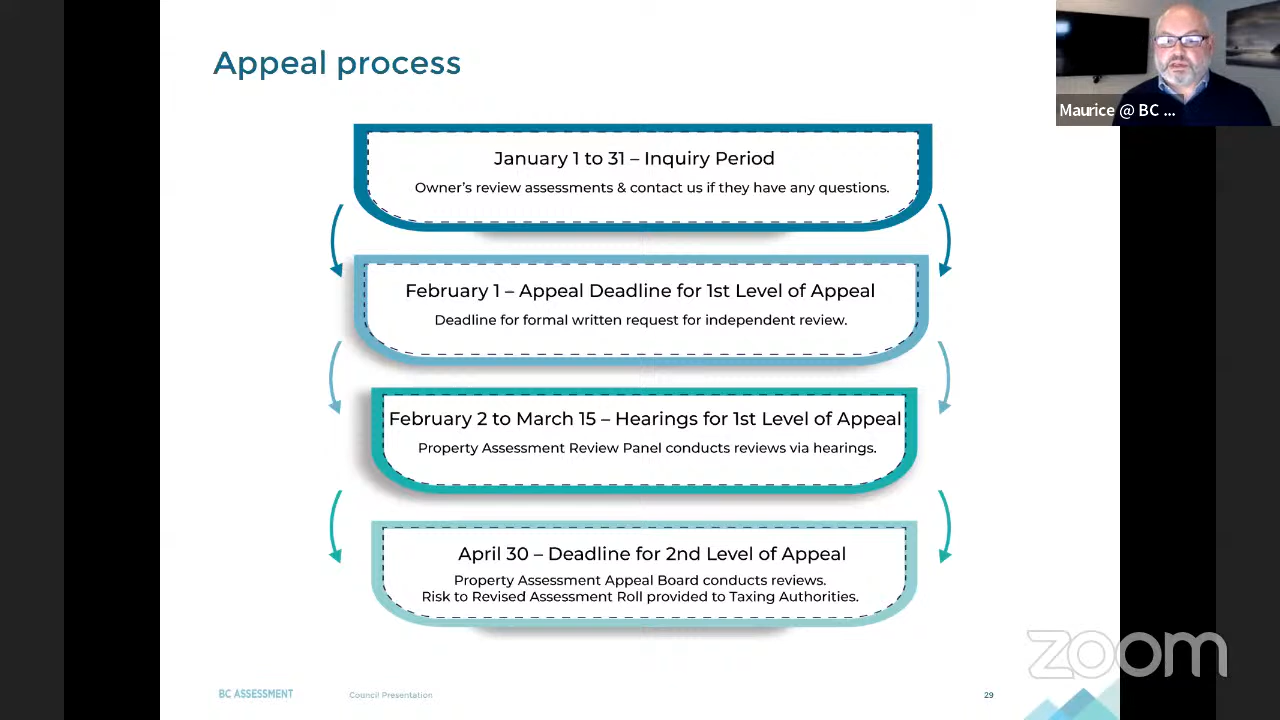 Appeal process
Maurice @ BC ...
January 1 to 31 – Inquiry Period
Owner's review assessments & contact us if they have any questions.
February 1 – Appeal Deadline for 1st Level of Appeal
Deadline for formal written request for independent review.
February 2 to March 15 – Hearings for 1st Level of Appeal
Property Assessment Review Panel conducts reviews via hearings.
April 30 – Deadline for 2nd Level of Appeal
Property Assessment Appeal Board conducts reviews.
Risk to Revised Assessment Roll provided to Taxing Authorities.
zoom
BC ASSESSMENT
Council Presentation
29